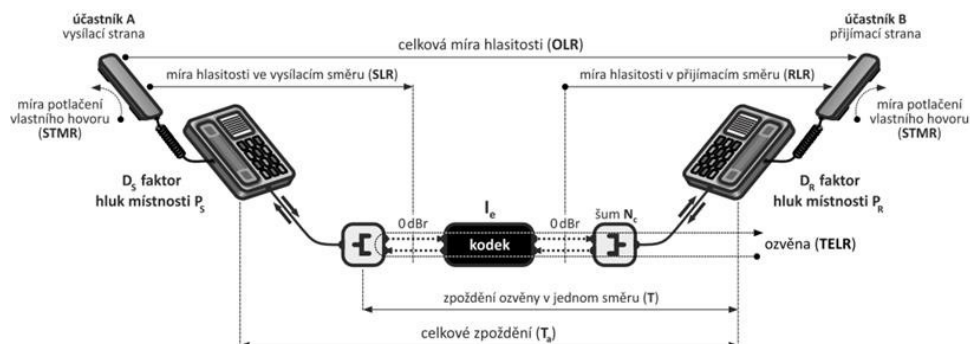 účastník A
vysílací strana
účastník B
přijímací strana
celková míra hlasitosti (OLR)
míra hlasitosti ve vysílacím směru (SLR)
míra hlasitosti v přijímacím směru (RLR)
míra potlačení
vlastního hovoru
(STMR)
míra potlačení
vlastního hovoru
(STMR)
D_S faktor
hluk místnosti P_S
D_R faktor
hluk místnosti P_R
I_e
0 dBr
0 dBr
šum N_c
kodek
ozvěna (TELR)
zpoždění ozvěny v jednom směru (T)
celkové zpoždění (T_a)